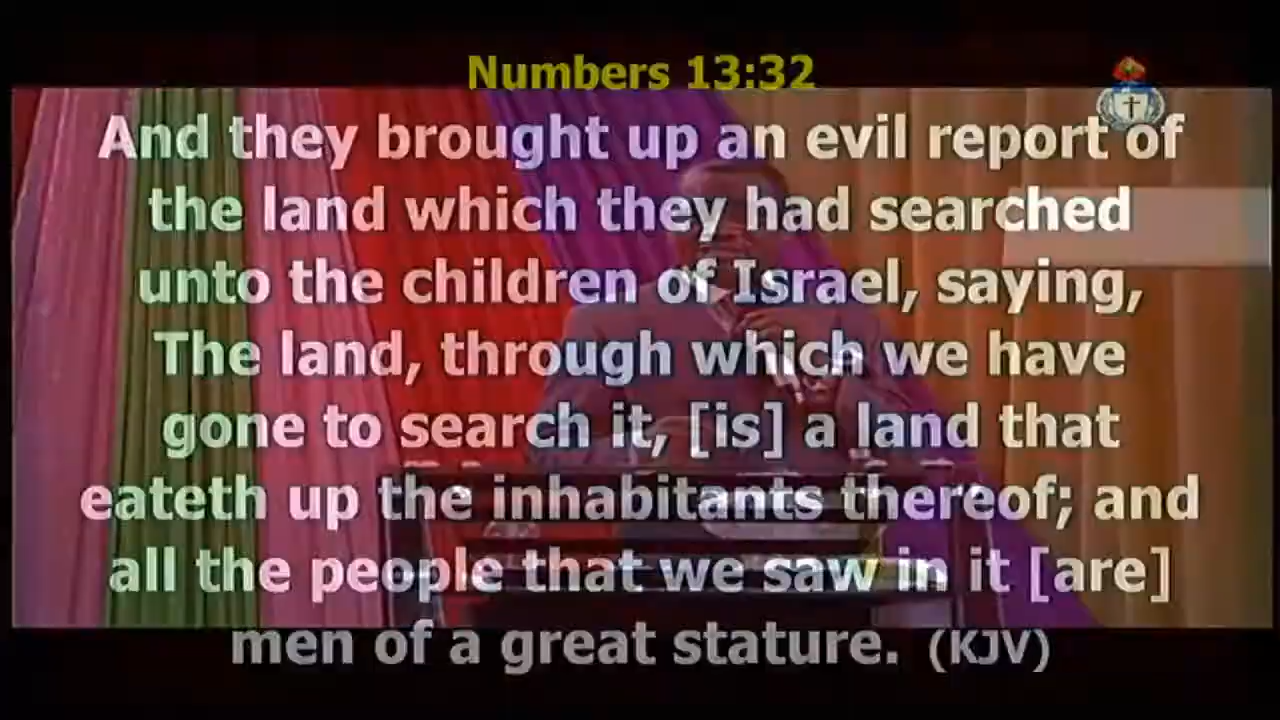 Numbers 13:32
And they brought up an evil report of
the land which they had searched
unto the children of Israel, saying,
The land, through which we have
gone to search it, [is] a land that
eateth up the inhabitants thereof; and
all the people that we saw in it [are]
men of a great stature. (KJV)